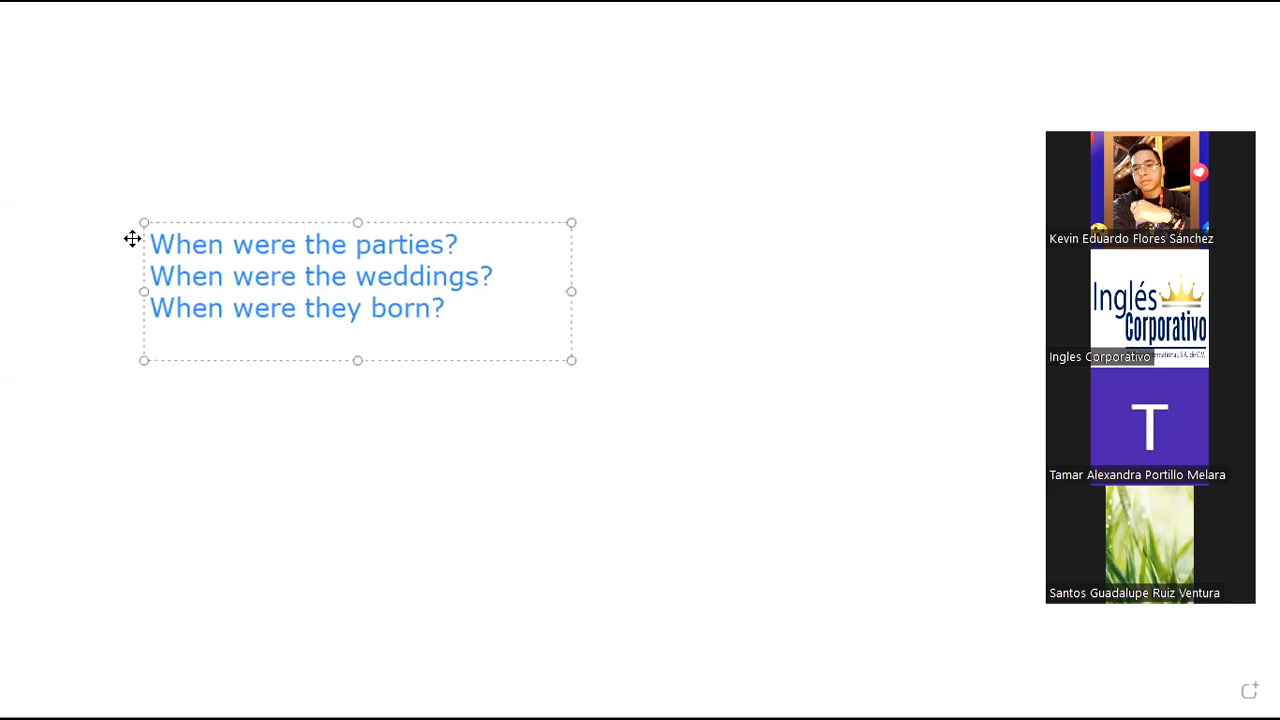 When were the parties?
When were the weddings?
When were they born?
Kevin Eduardo Flores Sánchez
Inglés
Corporativo
Ingles Corporativo
T
Tamar Alexandra Portillo Melara
Santos Guadalupe Ruiz Ventura